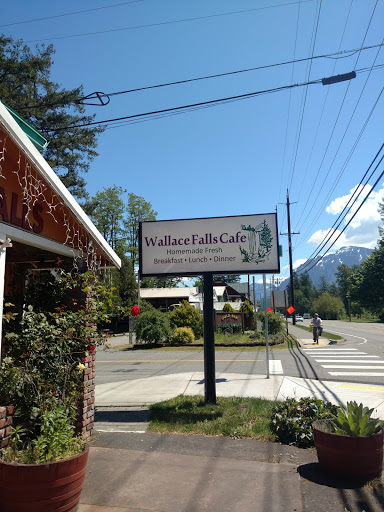 Wallace Falls Cafe
Homemade Fresh
Breakfast • Lunch • Dinner